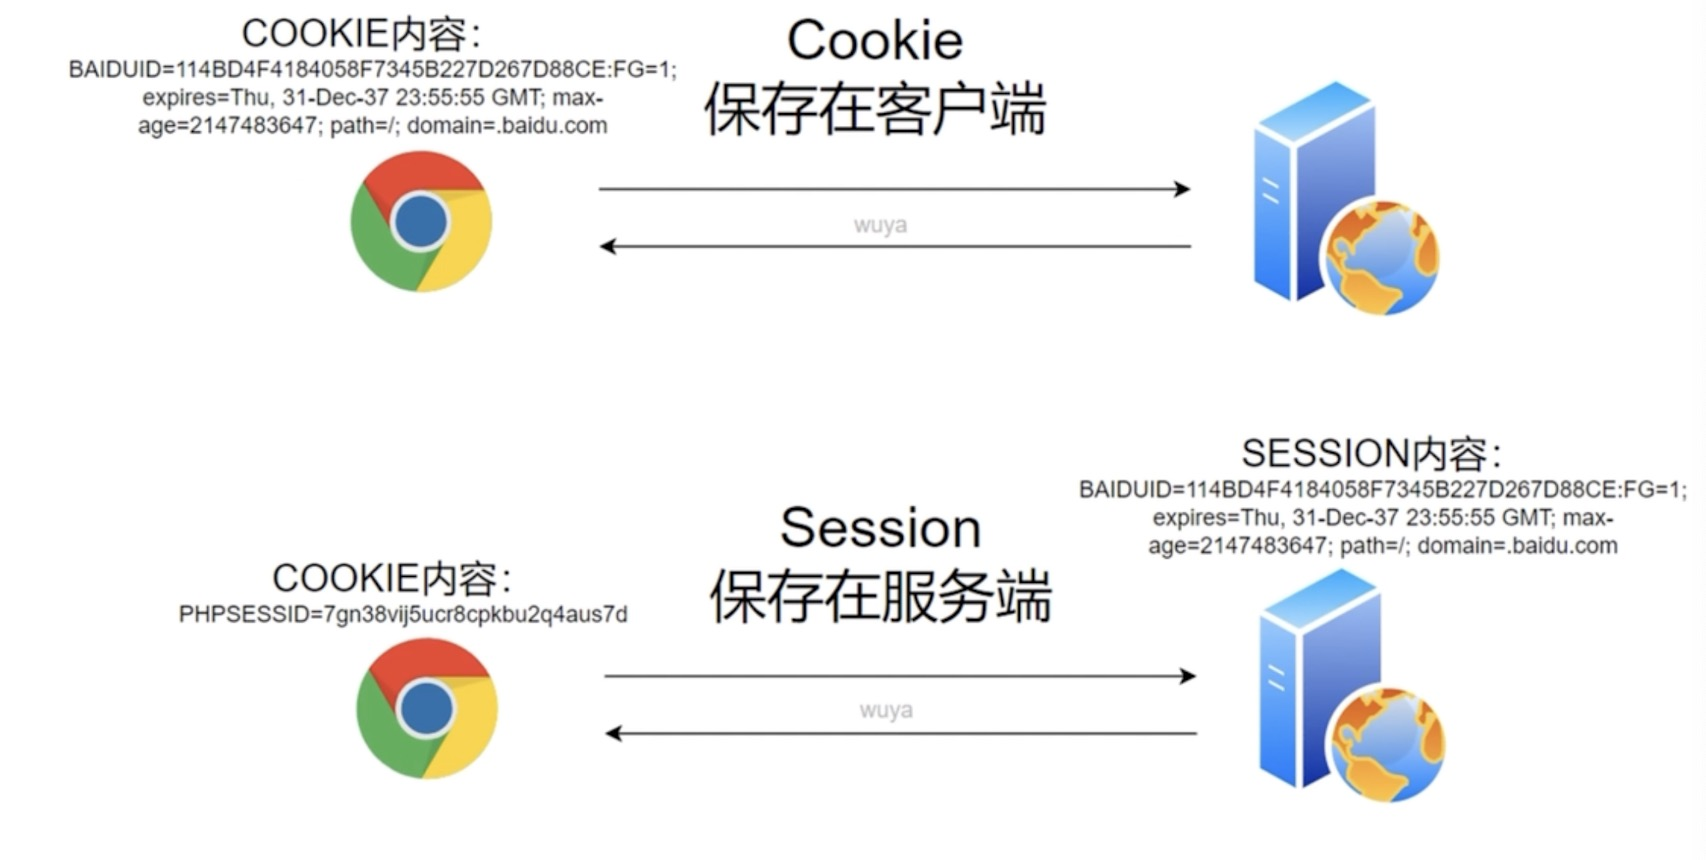 COOKIE内容：
BAIDUID=114BD4F4184058F7345B227D267D88CE:FG=1;
expires=Thu, 31-Dec-37 23:55:55 GMT; max-
age=2147483647; path=/; domain=.baidu.com
Cookie
保存在客户端
wuya
SESSION内容：
BAIDUID=114BD4F4184058F7345B227D267D88CE:FG=1;
expires=Thu, 31-Dec-37 23:55:55 GMT; max-
age=2147483647; path=/; domain=.baidu.com
Session
保存在服务端
COOKIE内容：
PHPSESSID=7gn38vij5ucr8cpkbu2q4aus7d
wuya